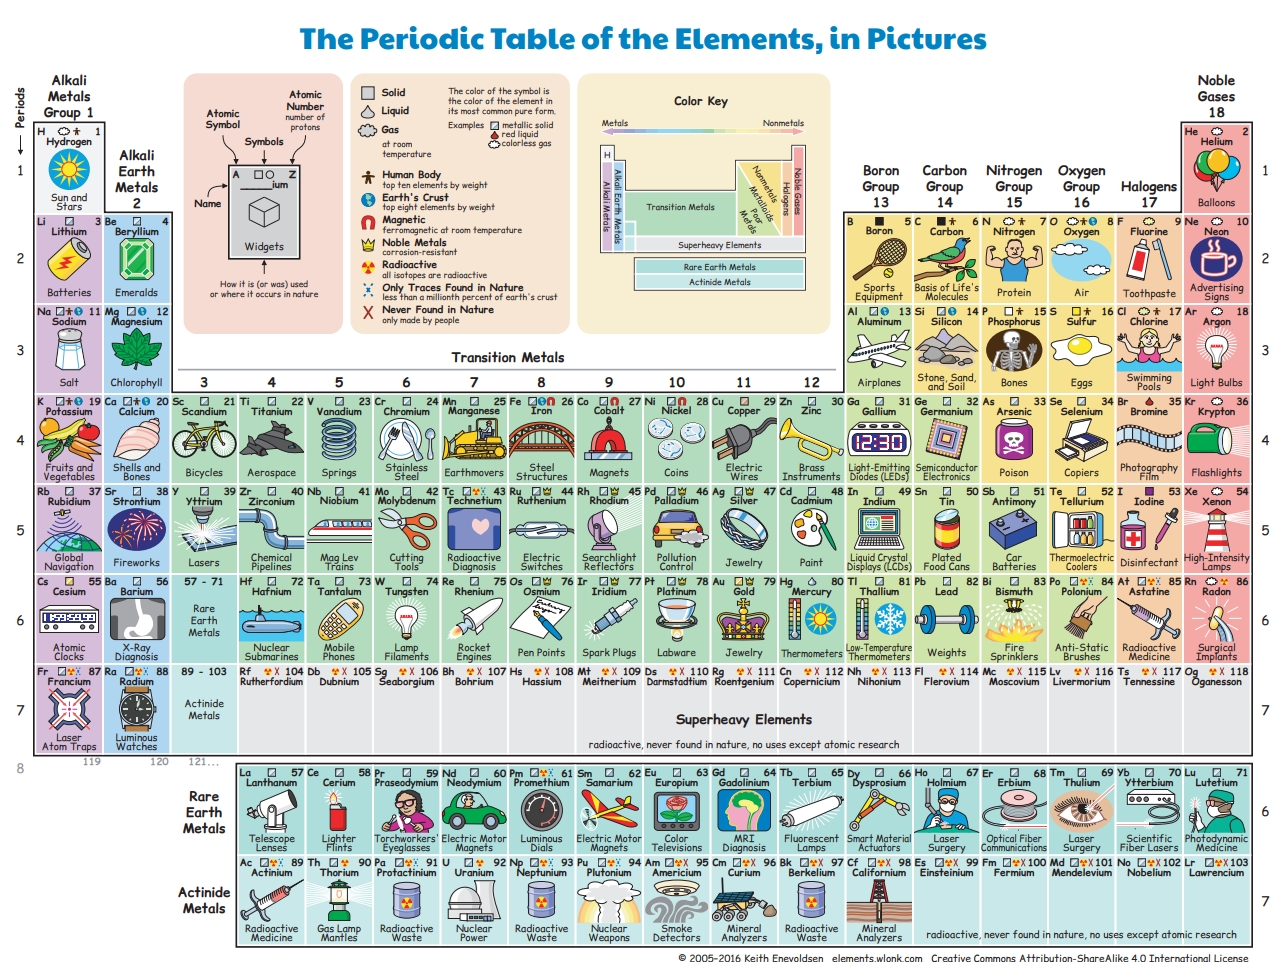 The Periodic Table of the Elements, in Pictures
Periods
Alkali
Metals
Group 1
Alkali
Earth
Metals
2
Atomic
Symbol
Atomic
Number
number of
protons
Symbols
Name
A Z
______ium
Widgets
How it is (or was) used
or where it occurs in nature
Solid
Liquid
Gas
at room
temperature
The color of the symbol is
the color of the element in
its most common pure form.
Examples
metallic solid
red liquid
colorless gas
Human Body
top ten elements by weight
Earth's Crust
top eight elements by weight
Magnetic
ferromagnetic at room temperature
Noble Metals
corrosion-resistant
Radioactive
all isotopes are radioactive
Only Traces Found in Nature
less than a millionth percent of earth's crust
Never Found in Nature
only made by people
Color Key
Metals Nonmetals
H
Alkali Metals
Alkali Earth Metals
Transition Metals
Poor Metals
Metalloids
Nonmetals
Halogens
Noble Gases
Superheavy Elements
Rare Earth Metals
Actinide Metals
Boron
Group
13
Carbon
Group
14
Nitrogen
Group
15
Oxygen
Group
16
Halogens
17
Noble
Gases
18
Transition Metals
3 4 5 6 7 8 9 10 11 12
1
H 1
Hydrogen
Sun and
Stars
He 2
Helium
Balloons
1
2
Li 3
Lithium
Batteries
Be 4
Beryllium
Emeralds
B 5
Boron
Sports
Equipment
C 6
Carbon
Basis of Life's
Molecules
N 7
Nitrogen
Protein
O 8
Oxygen
Air
F 9
Fluorine
Toothpaste
Ne 10
Neon
Advertising
Signs
2
3
Na 11
Sodium
Salt
Mg 12
Magnesium
Chlorophyll
Al 13
Aluminum
Airplanes
Si 14
Silicon
Stone, Sand,
and Soil
P 15
Phosphorus
Bones
S 16
Sulfur
Eggs
Cl 17
Chlorine
Swimming
Pools
Ar 18
Argon
Light Bulbs
3
4
K 19
Potassium
Fruits and
Vegetables
Ca 20
Calcium
Shells and
Bones
Sc 21
Scandium
Bicycles
Ti 22
Titanium
Aerospace
V 23
Vanadium
Springs
Cr 24
Chromium
Stainless
Steel
Mn 25
Manganese
Earthmovers
Fe 26
Iron
Steel
Structures
Co 27
Cobalt
Magnets
Ni 28
Nickel
Coins
Cu 29
Copper
Electric
Wires
Zn 30
Zinc
Brass
Instruments
Ga 31
Gallium
12:30
Light-Emitting
Diodes (LEDs)
Ge 32
Germanium
Semiconductor
Electronics
As 33
Arsenic
Poison
Se 34
Selenium
Copiers
Br 35
Bromine
Photography
Film
Kr 36
Krypton
Flashlights
4
5
Rb 37
Rubidium
Global
Navigation
Sr 38
Strontium
Fireworks
Y 39
Yttrium
Lasers
Zr 40
Zirconium
Chemical
Pipelines
Nb 41
Niobium
Mag Lev
Trains
Mo 42
Molybdenum
Cutting
Tools
Tc 43
Technetium
Radioactive
Diagnosis
Ru 44
Ruthenium
Electric
Switches
Rh 45
Rhodium
Searchlight
Reflectors
Pd 46
Palladium
Pollution
Control
Ag 47
Silver
Jewelry
Cd 48
Cadmium
Paint
In 49
Indium
Liquid Crystal
Displays (LCDs)
Sn 50
Tin
Plated
Food Cans
Sb 51
Antimony
Car
Batteries
Te 52
Tellurium
Thermoelectric
Coolers
I 53
Iodine
Disinfectant
Xe 54
Xenon
High-Intensity
Lamps
5
6
Cs 55
Cesium
Atomic
Clocks
Ba 56
Barium
X-Ray
Diagnosis
57 - 71
Rare
Earth
Metals
Hf 72
Hafnium
Nuclear
Submarines
Ta 73
Tantalum
Mobile
Phones
W 74
Tungsten
Lamp
Filaments
Re 75
Rhenium
Rocket
Engines
Os 76
Osmium
Pen Points
Ir 77
Iridium
Spark Plugs
Pt 78
Platinum
Labware
Au 79
Gold
Jewelry
Hg 80
Mercury
Thermometers
Tl 81
Thallium
Low-Temperature
Thermometers
Pb 82
Lead
Weights
Bi 83
Bismuth
Fire
Sprinklers
Po 84
Polonium
Anti-Static
Brushes
At 85
Astatine
Radioactive
Medicine
Rn 86
Radon
Surgical
Implants
6
7
Fr 87
Francium
Laser
Atom Traps
Ra 88
Radium
Luminous
Watches
89 - 103
Actinide
Metals
Rf 104
Rutherfordium
Db 105
Dubnium
Sg 106
Seaborgium
Bh 107
Bohrium
Hs 108
Hassium
Mt 109
Meitnerium
Ds 110
Darmstadtium
Rg 111
Roentgenium
Cn 112
Copernicium
Nh 113
Nihonium
Fl 114
Flerovium
Mc 115
Moscovium
Lv 116
Livermorium
Ts 117
Tennessine
Og 118
Oganesson
7
Superheavy Elements
radioactive, never found in nature, no uses except atomic research
8 119 120 121...
Rare
Earth
Metals
La 57
Lanthanum
Telescope
Lenses
Ce 58
Cerium
Lighter
Flints
Pr 59
Praseodymium
Torchworkers'
Eyeglasses
Nd 60
Neodymium
Electric Motor
Magnets
Pm 61
Promethium
Luminous
Dials
Sm 62
Samarium
Electric Motor
Magnets
Eu 63
Europium
Color
Televisions
Gd 64
Gadolinium
MRI
Diagnosis
Tb 65
Terbium
Fluorescent
Lamps
Dy 66
Dysprosium
Smart Material
Actuators
Ho 67
Holmium
Laser
Surgery
Er 68
Erbium
Optical Fiber
Communications
Tm 69
Thulium
Laser
Surgery
Yb 70
Ytterbium
Scientific
Fiber Lasers
Lu 71
Lutetium
Photodynamic
Medicine
6
Actinide
Metals
Ac 89
Actinium
Radioactive
Medicine
Th 90
Thorium
Gas Lamp
Mantles
Pa 91
Protactinium
Radioactive
Waste
U 92
Uranium
Nuclear
Power
Np 93
Neptunium
Radioactive
Waste
Pu 94
Plutonium
Nuclear
Weapons
Am 95
Americium
Smoke
Detectors
Cm 96
Curium
Mineral
Analyzers
Bk 97
Berkelium
Radioactive
Waste
Cf 98
Californium
Mineral
Analyzers
Es 99
Einsteinium
Fm 100
Fermium
Md 101
Mendelevium
No 102
Nobelium
Lr 103
Lawrencium
7
radioactive, never found in nature, no uses except atomic research
© 2005-2016 Keith Enevoldsen elements.wlonk.com Creative Commons Attribution-ShareAlike 4.0 International License